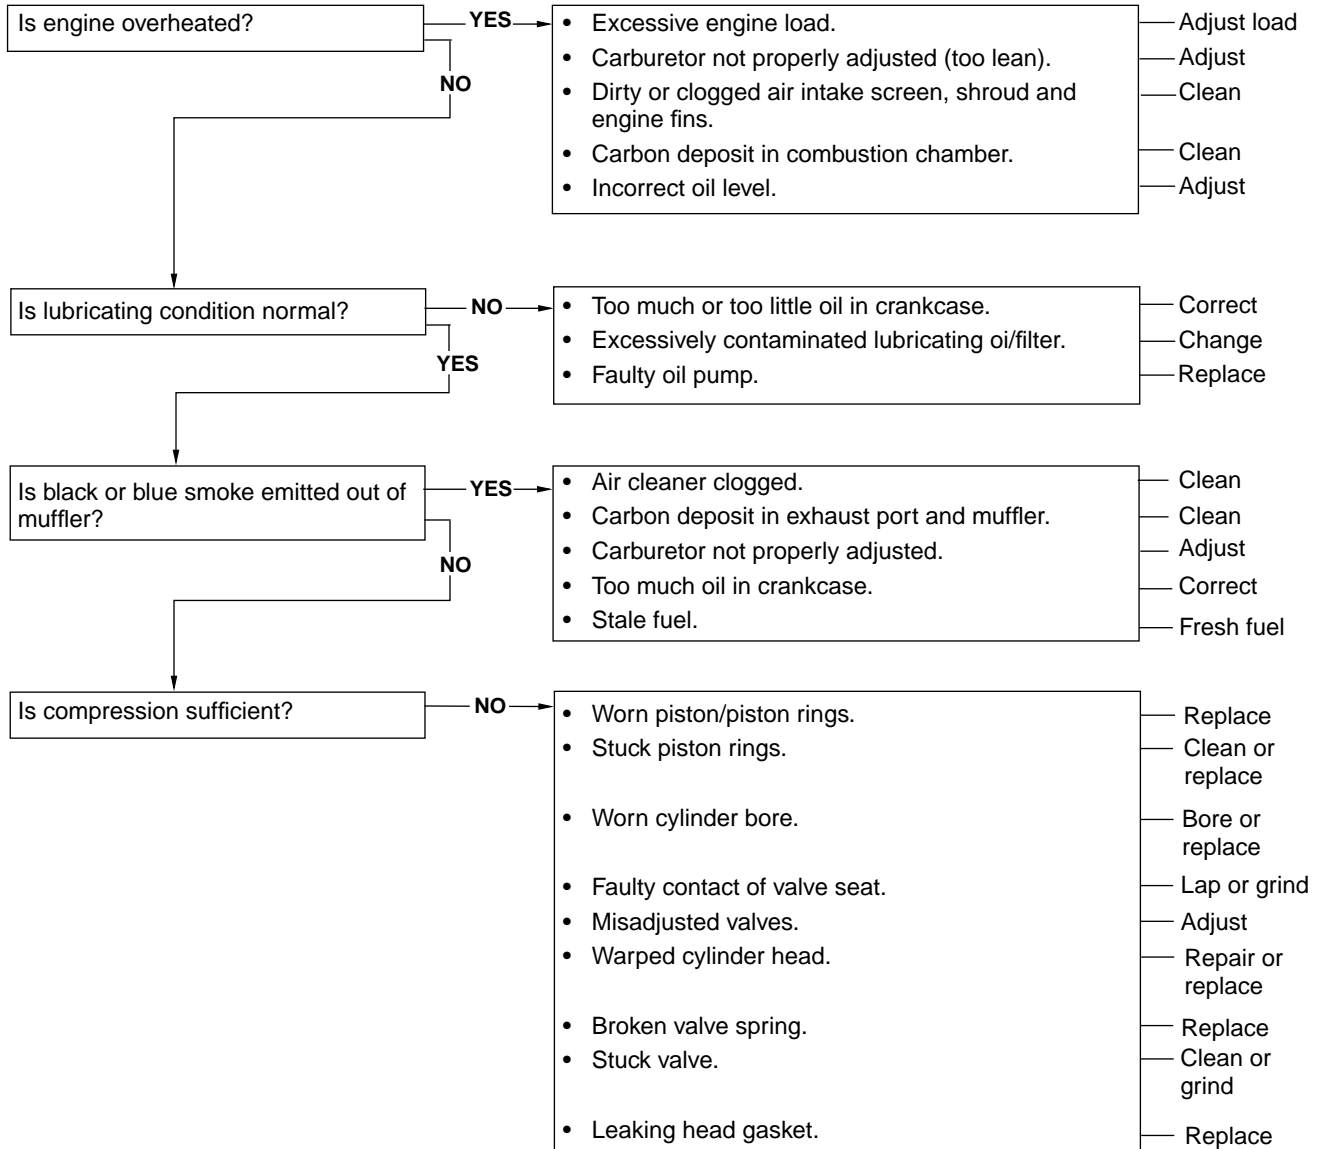 Is engine overheated?
YES
• Excessive engine load.
Adjust load
• Carburetor not properly adjusted (too lean).
Adjust
NO
• Dirty or clogged air intake screen, shroud and
engine fins.
Clean
• Carbon deposit in combustion chamber.
Clean
• Incorrect oil level.
Adjust
Is lubricating condition normal?
NO
• Too much or too little oil in crankcase.
Correct
• Excessively contaminated lubricating oi/filter.
Change
YES
• Faulty oil pump.
Replace
Is black or blue smoke emitted out of
muffler?
YES
• Air cleaner clogged.
Clean
• Carbon deposit in exhaust port and muffler.
Clean
• Carburetor not properly adjusted.
Adjust
NO
• Too much oil in crankcase.
Correct
• Stale fuel.
Fresh fuel
Is compression sufficient?
NO
• Worn piston/piston rings.
Replace
• Stuck piston rings.
Clean or
replace
• Worn cylinder bore.
Bore or
replace
• Faulty contact of valve seat.
Lap or grind
• Misadjusted valves.
Adjust
• Warped cylinder head.
Repair or
replace
• Broken valve spring.
Replace
• Stuck valve.
Clean or
grind
• Leaking head gasket.
Replace